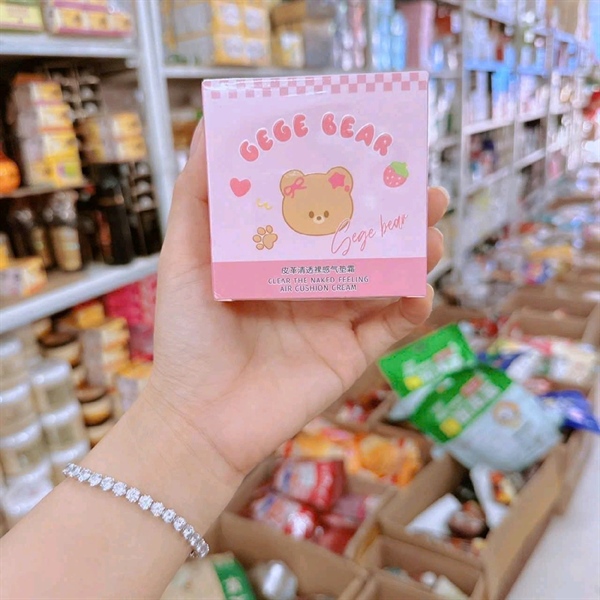 GEGE BEAR
Gege bear
皮革清透裸感气垫霜
CLEAR THE NAKED FEELING
AIR CUSHION CREAM